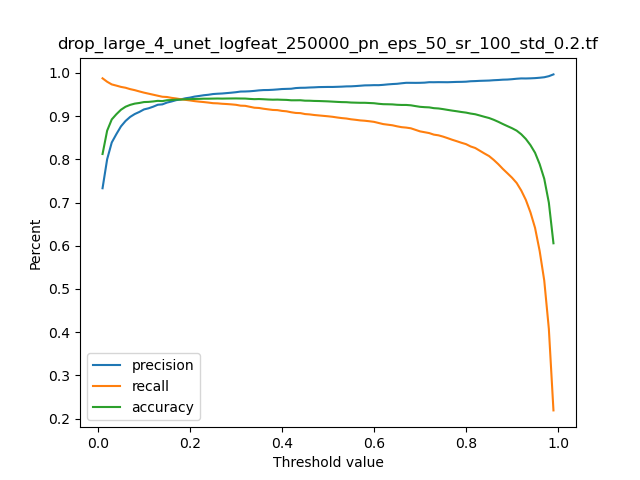 drop_large_4_unet_logfeat_250000_pn_eps_50_sr_100_std_0.2.tf
1.0
0.9
0.8
0.7
0.6
0.5
0.4
0.3
0.2
Percent
precision
recall
accuracy
0.0 0.2 0.4 0.6 0.8 1.0
Threshold value